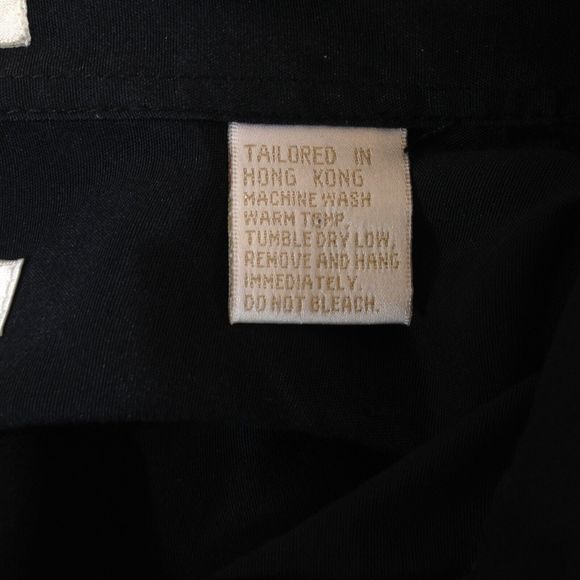 TAILORED IN
HONG KONG
MACHINE WASH
WARM TEMP.
TUMBLE DRY LOW,
REMOVE AND HANG
IMMEDIATELY.
DO NOT BLEACH.